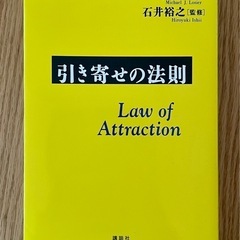 Michael J. Losier
石井裕之[監修]
Hiroyuki Ishii
引き寄せの法則
Law of
Attraction
講談社